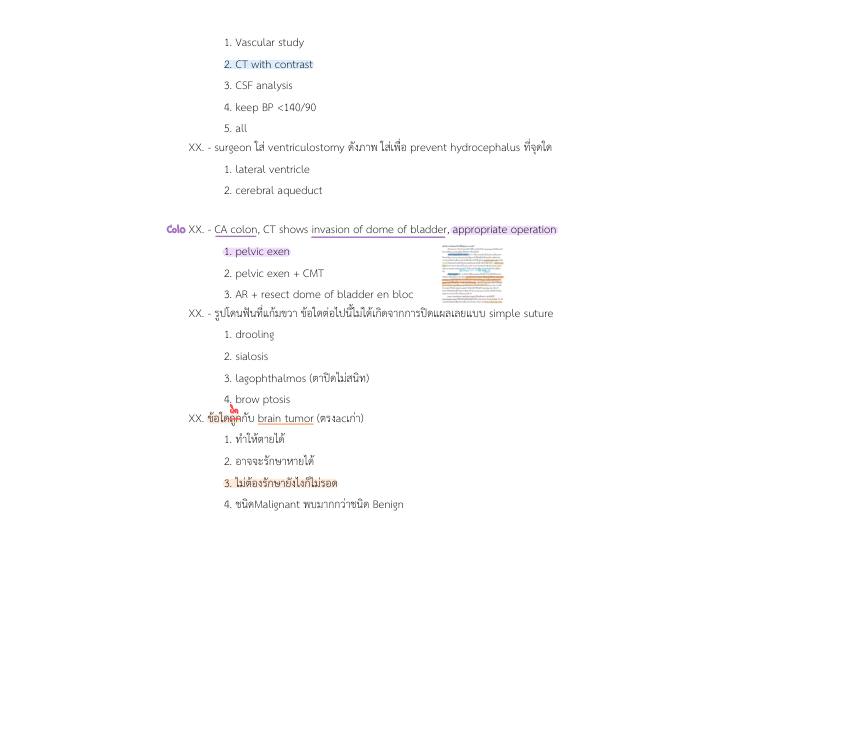 1. Vascular study
2. CT with contrast
3. CSF analysis
4. keep BP <140/90
5. all
XX. - surgeon ใส่ ventriculostomy ดังภาพ ใส่เพื่อ prevent hydrocephalus ที่จุดใด
1. lateral ventricle
2. cerebral aqueduct
Colo XX. - CA colon, CT shows invasion of dome of bladder, appropriate operation
1. pelvic exen
2. pelvic exen + CMT
3. AR + resect dome of bladder en bloc
XX. - รูปโดนฟันที่แก้มขวา ข้อใดต่อไปนี้ไม่ได้เกิดจากการปิดแผลเลยแบบ simple suture
1. drooling
2. sialosis
3. lagophthalmos (ตาปิดไม่สนิท)
4. brow ptosis
XX. ข้อใดถูกกับ brain tumor (ตรงacเก่า)
1. ทำให้ตายได้
2. อาจจะรักษาหายได้
3. ไม่ต้องรักษายังไงก็ไม่รอด
4. ชนิดMalignant พบมากกว่าชนิด Benign